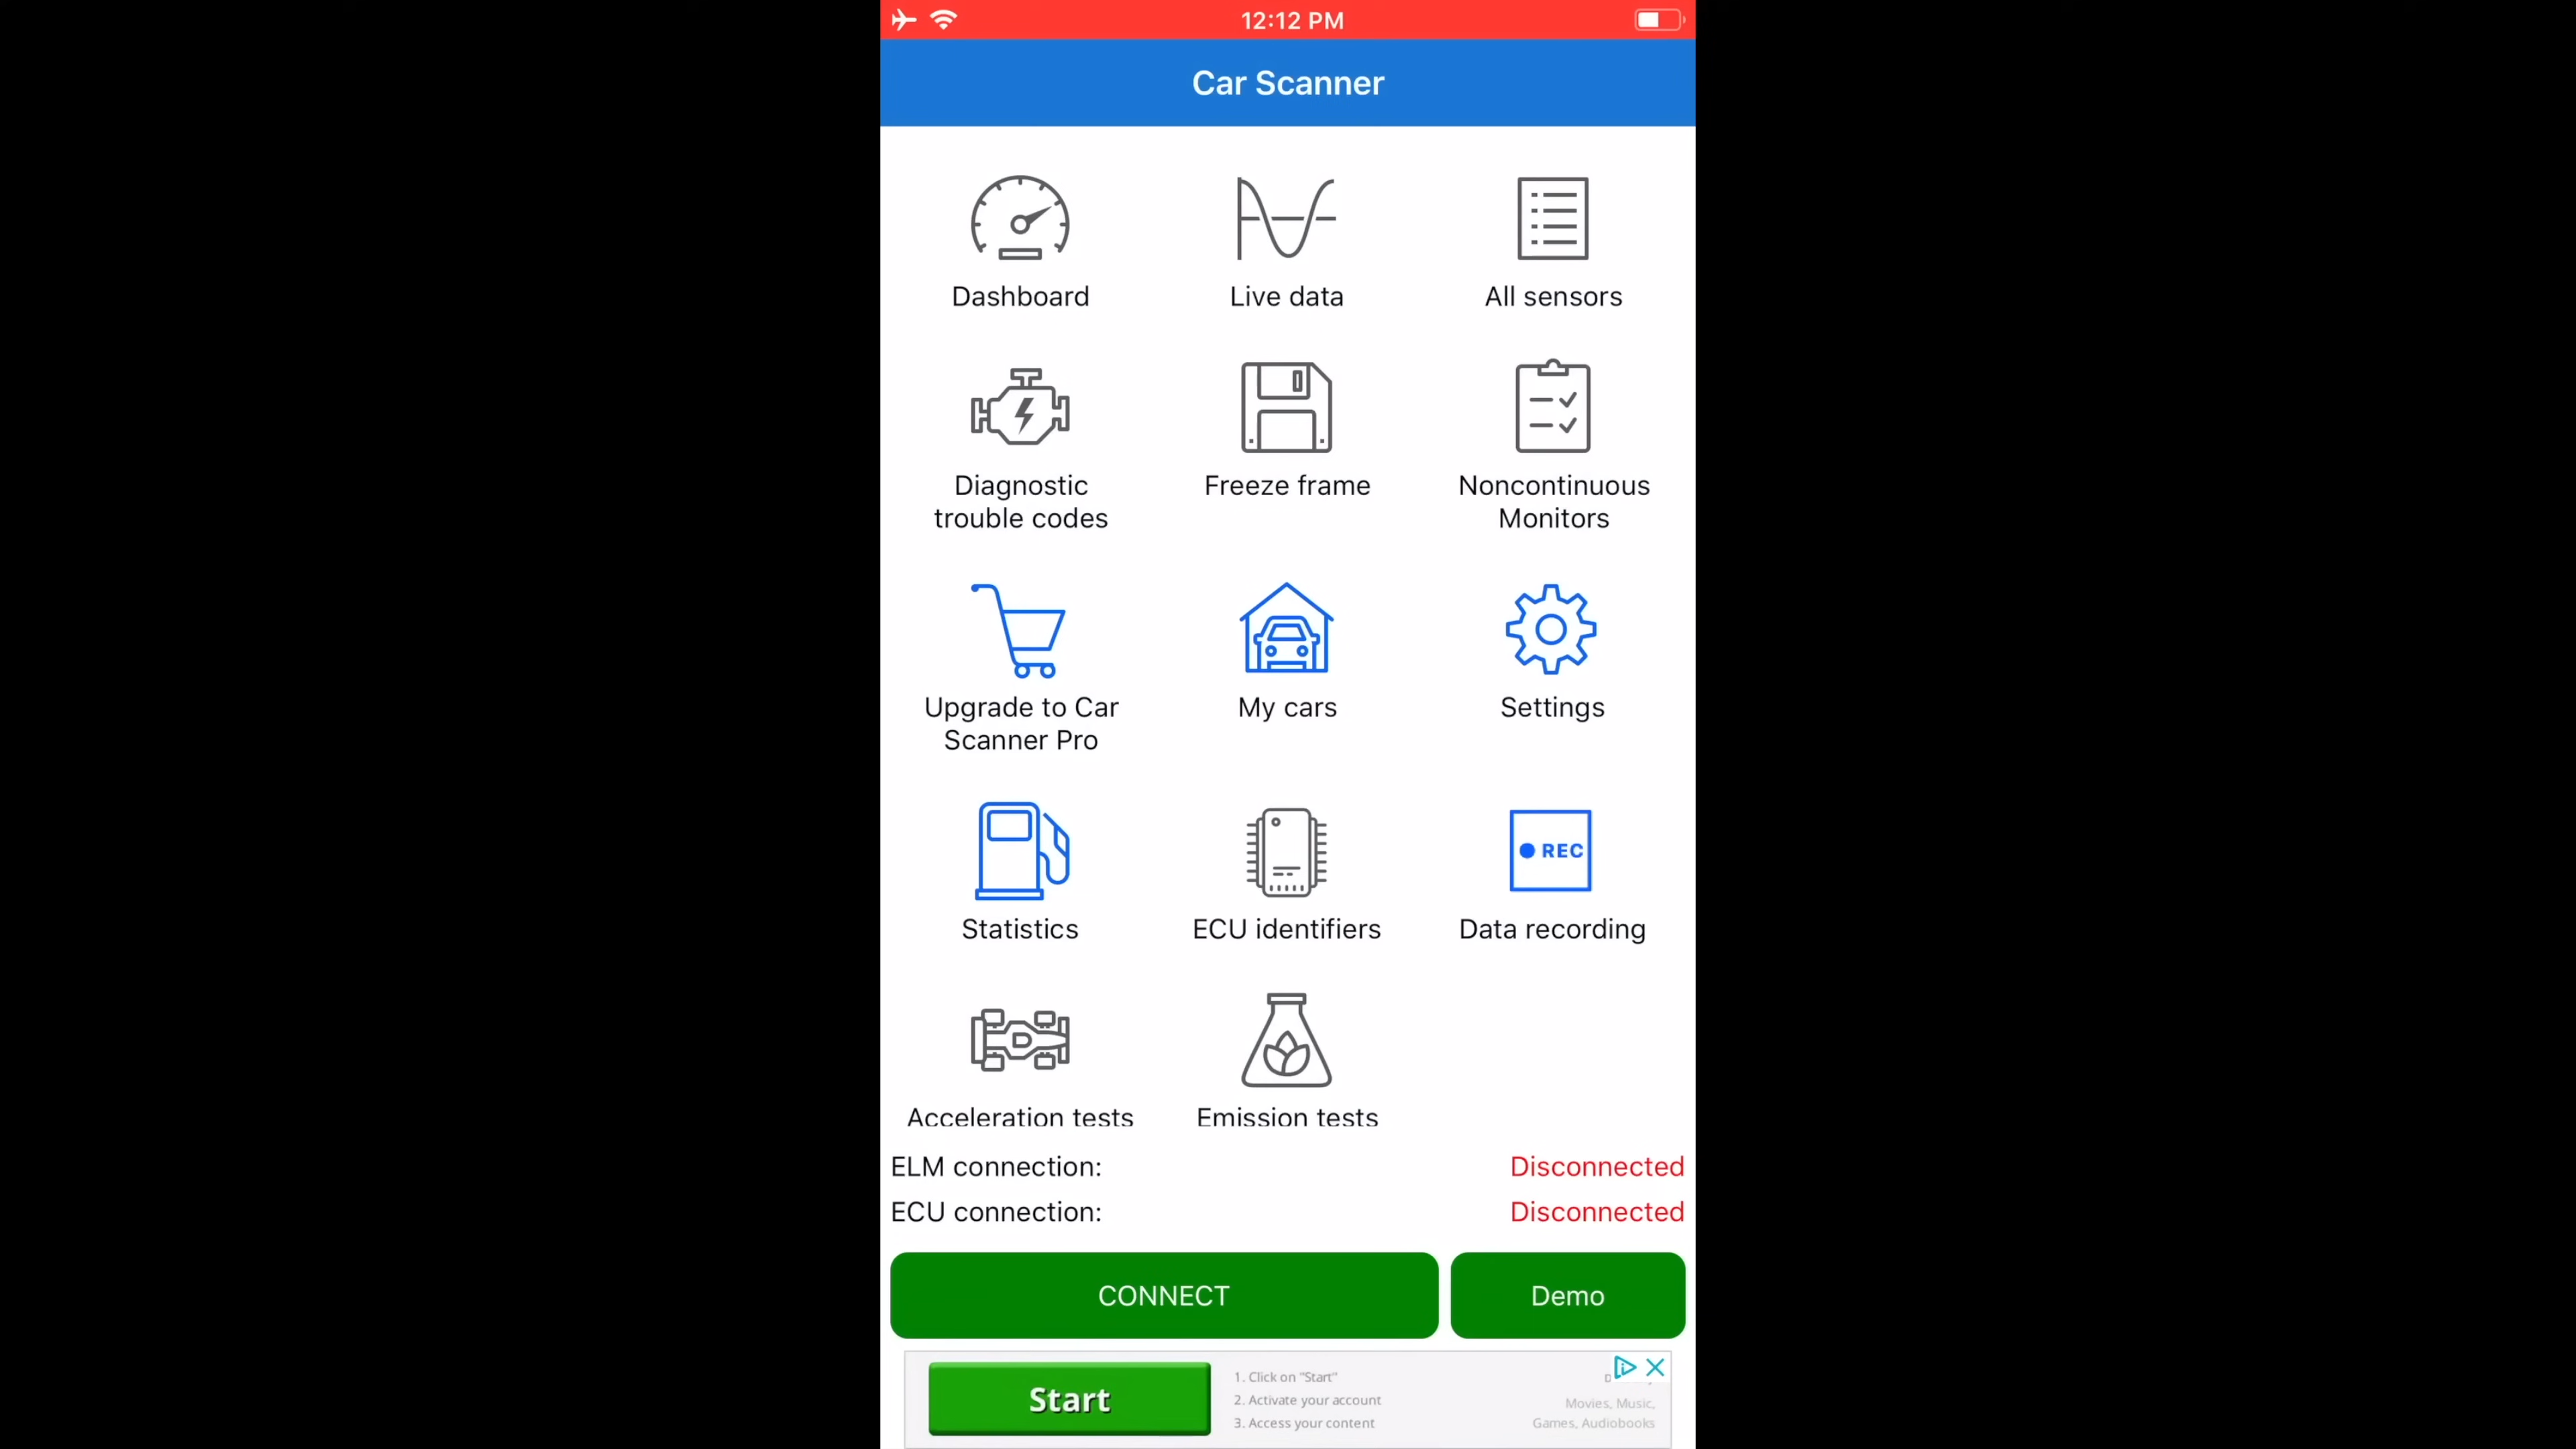 12:12 PM
Car Scanner
Dashboard
Live data
All sensors
Diagnostic
trouble codes
Freeze frame
Noncontinuous
Monitors
Upgrade to Car
Scanner Pro
My cars
Settings
REC
Statistics
ECU identifiers
Data recording
Acceleration tests
Emission tests
ELM connection:
Disconnected
ECU connection:
Disconnected
CONNECT
Demo
Start
1. Click on "Start"
2. Activate your account
3. Access your content
Movies, Music,
Games, Audiobooks